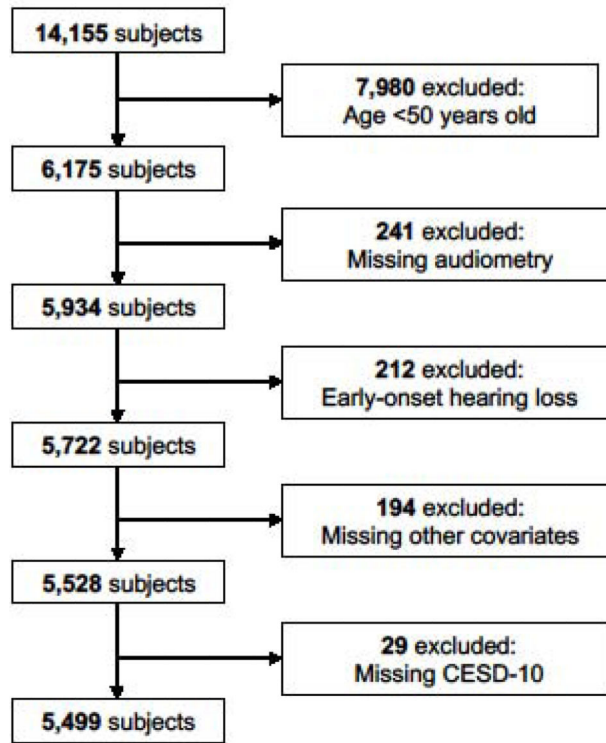 14,155 subjects
7,980 excluded:
Age <50 years old
6,175 subjects
241 excluded:
Missing audiometry
5,934 subjects
212 excluded:
Early-onset hearing loss
5,722 subjects
194 excluded:
Missing other covariates
5,528 subjects
29 excluded:
Missing CESD-10
5,499 subjects